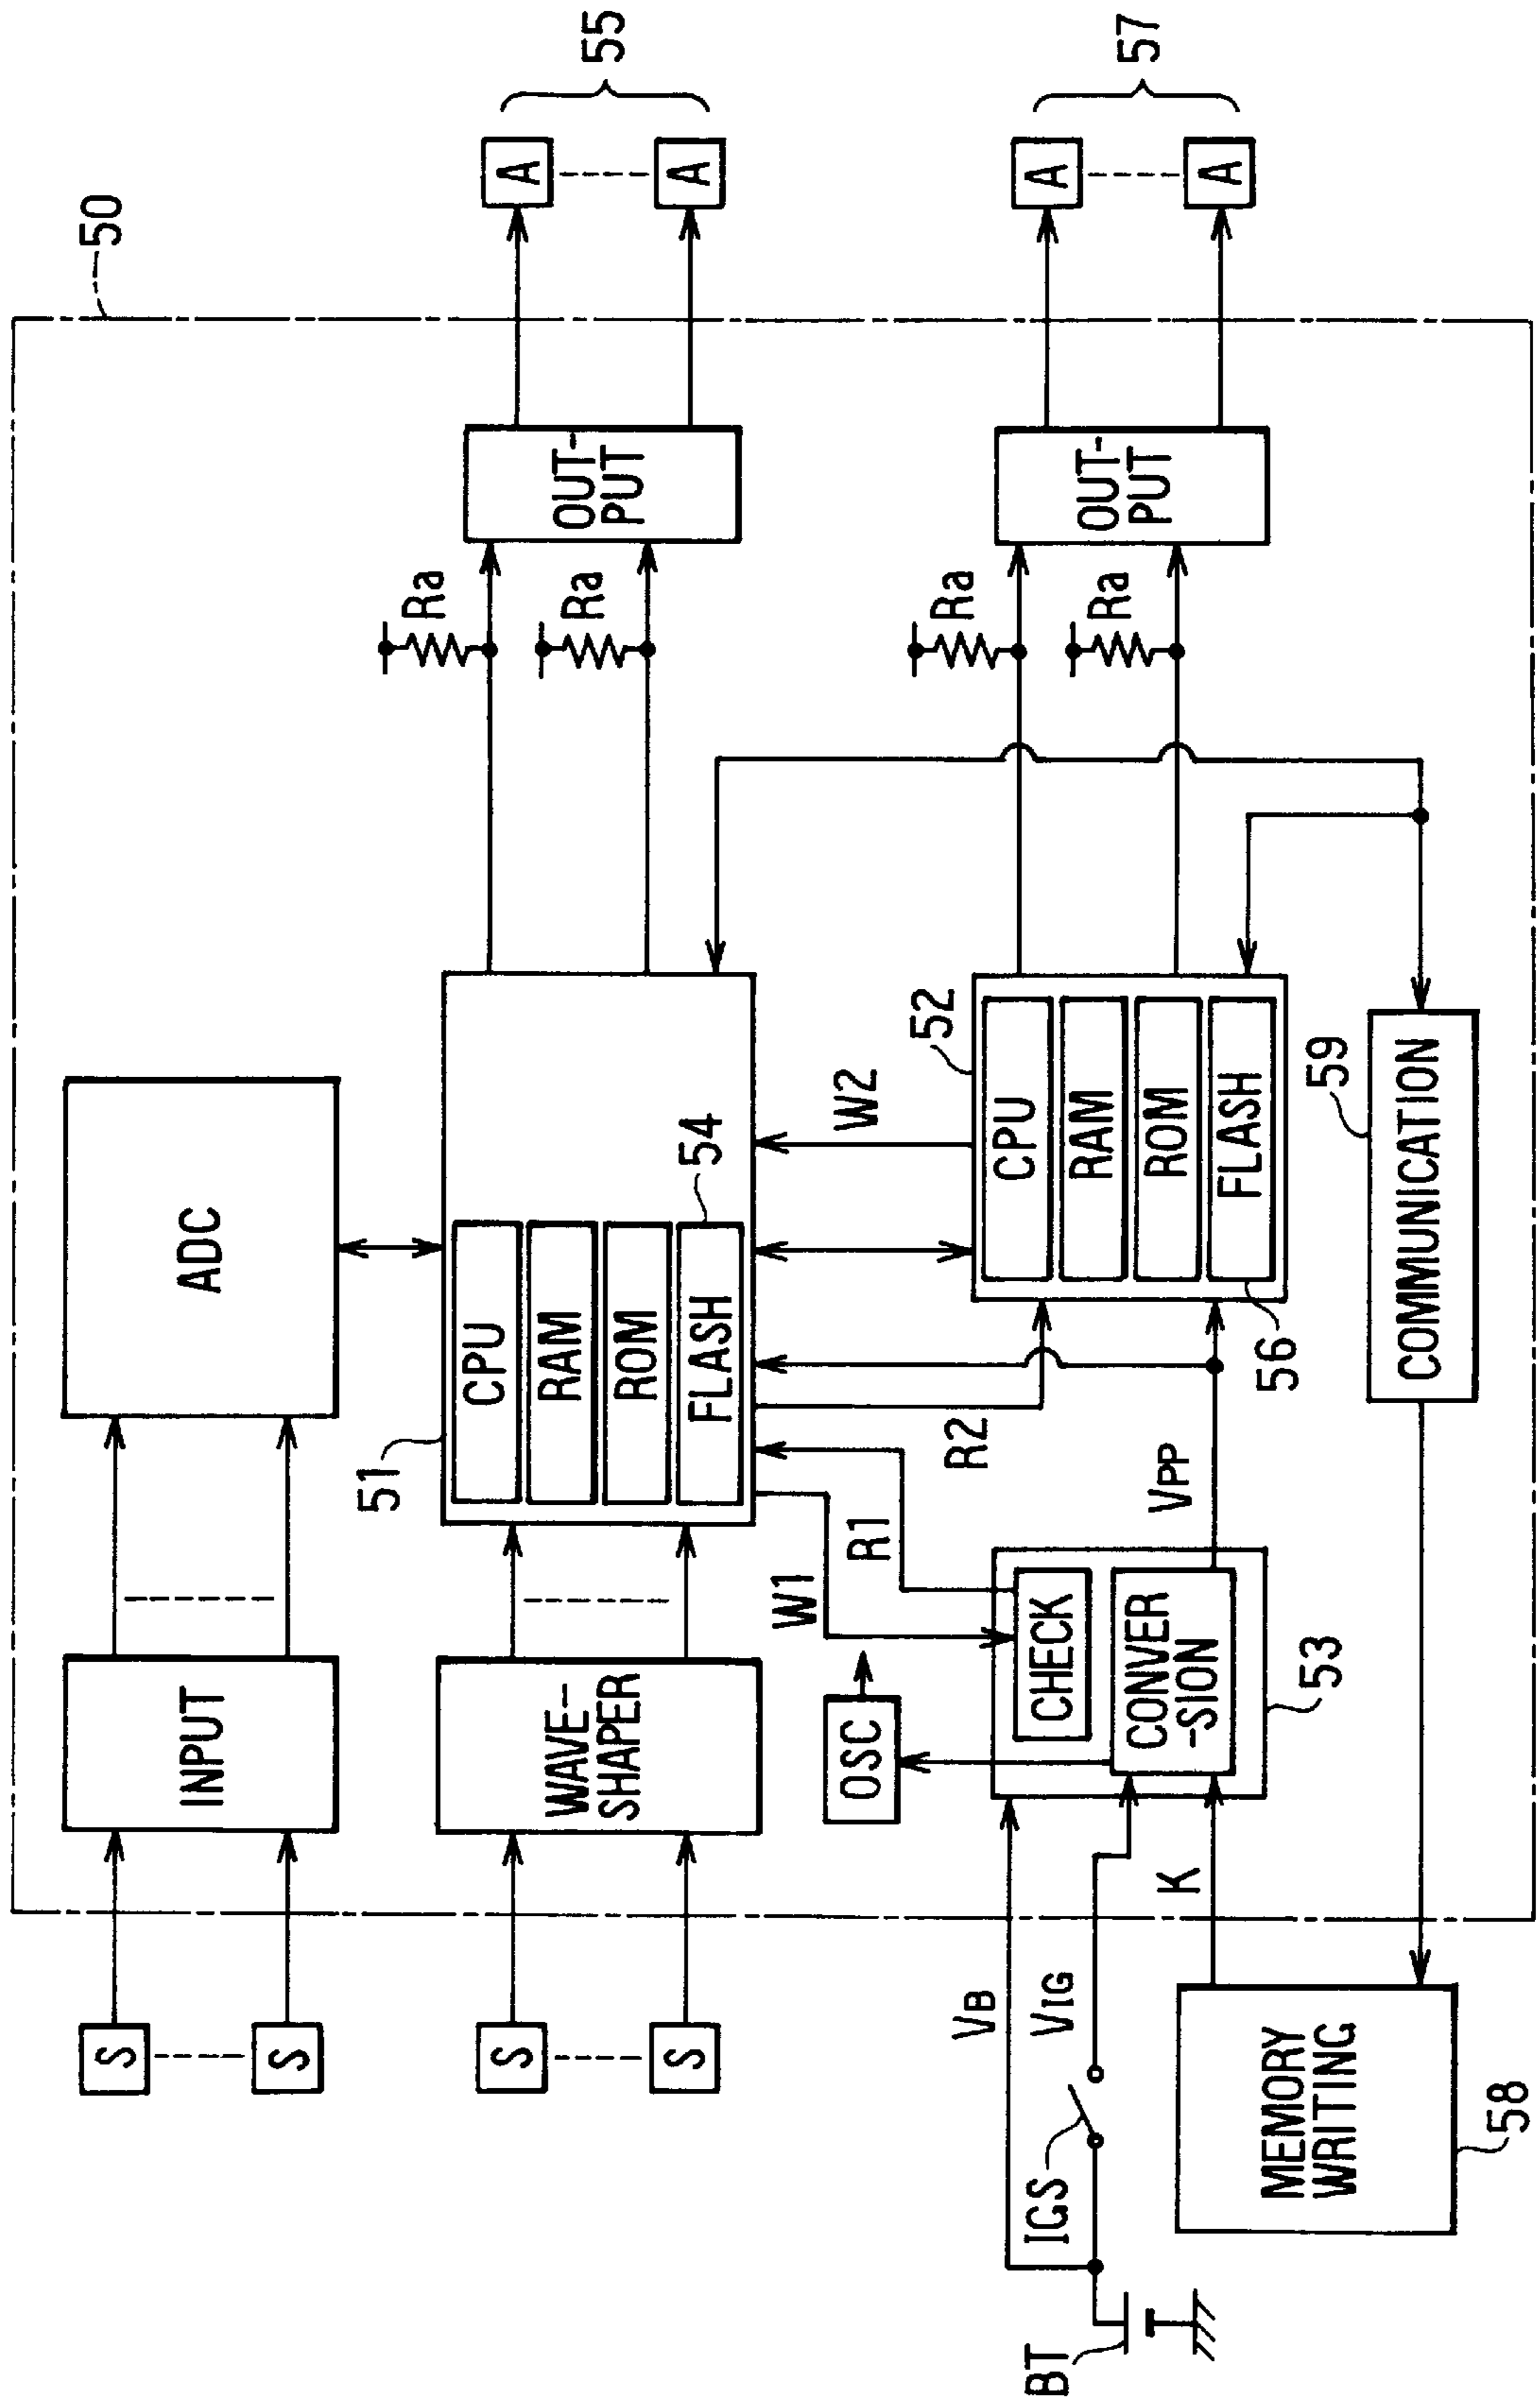 50
S
S
INPUT
ADC
S
S
WAVE-
SHAPER
51
CPU
RAM
ROM
FLASH
54
Ra
Ra
OUT-
PUT
A
A
55
W1
R1
R2
W2
OSC
VB
VIG
IGS
BT
K
CHECK
CONVER
-SION
53
VPP
52
CPU
RAM
ROM
FLASH
56
Ra
Ra
OUT-
PUT
A
A
57
MEMORY
WRITING
58
COMMUNICATION
59